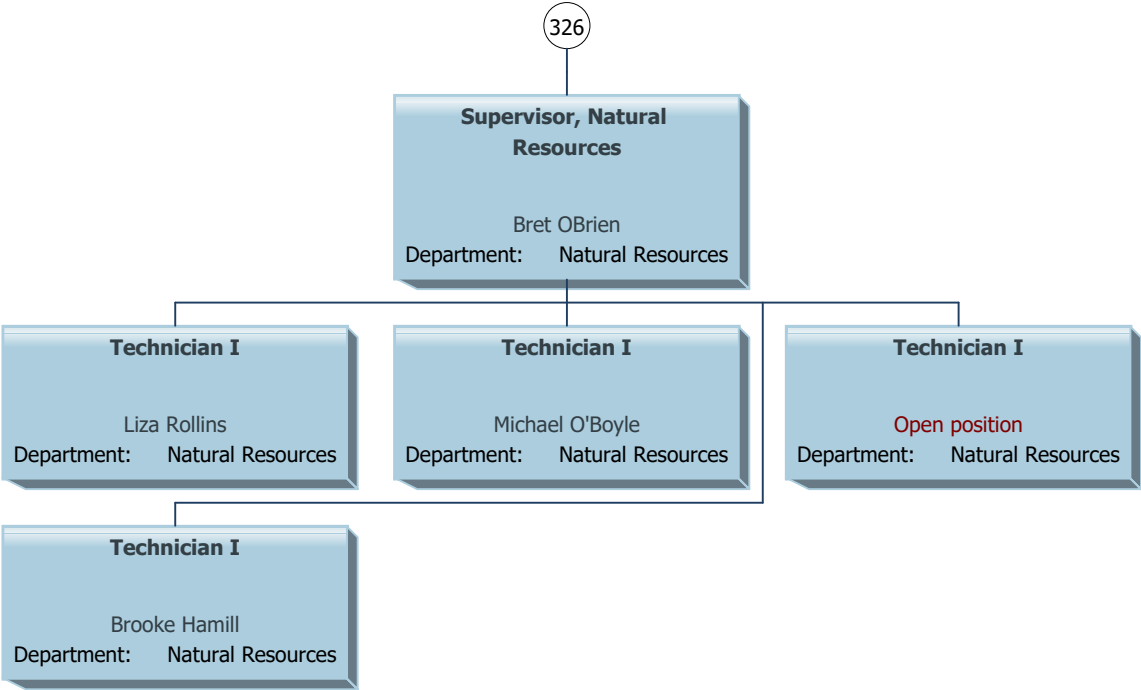 326
Supervisor, Natural
Resources
Bret OBrien
Department: Natural Resources
Technician I
Liza Rollins
Department: Natural Resources
Technician I
Michael O'Boyle
Department: Natural Resources
Technician I
Open position
Department: Natural Resources
Technician I
Brooke Hamill
Department: Natural Resources